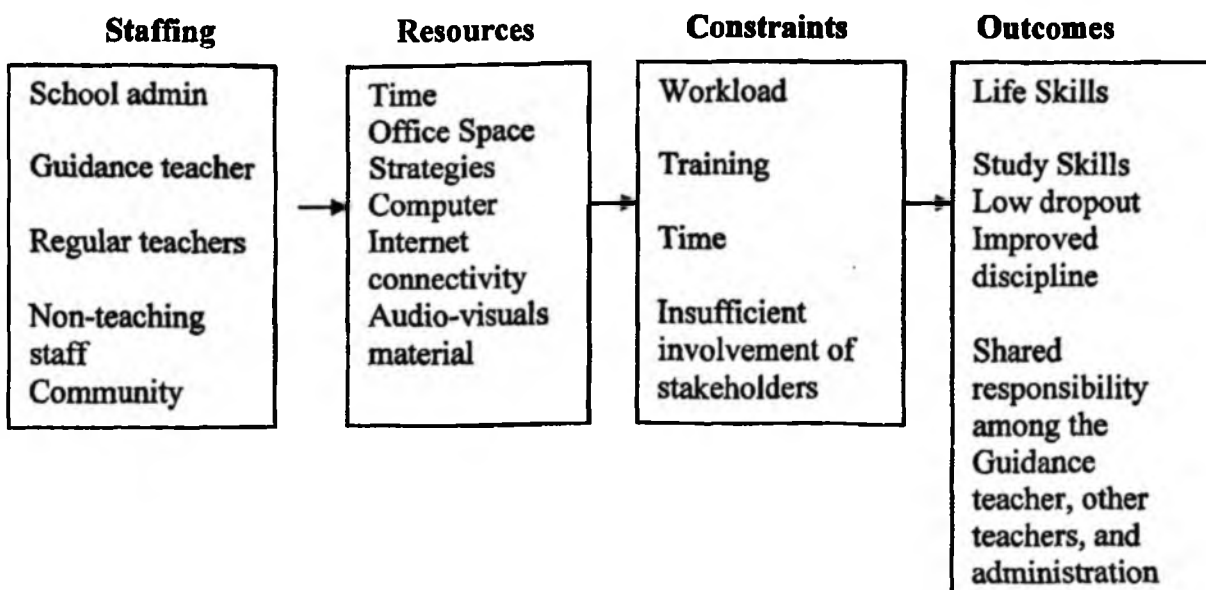 Staffing
School admin
Guidance teacher
Regular teachers
Non-teaching
staff
Community
Resources
Time
Office Space
Strategies
Computer
Internet
connectivity
Audio-visuals
material
Constraints
Workload
Training
Time
Insufficient
involvement of
stakeholders
Outcomes
Life Skills
Study Skills
Low dropout
Improved
discipline
Shared
responsibility
among the
Guidance
teacher, other
teachers, and
administration